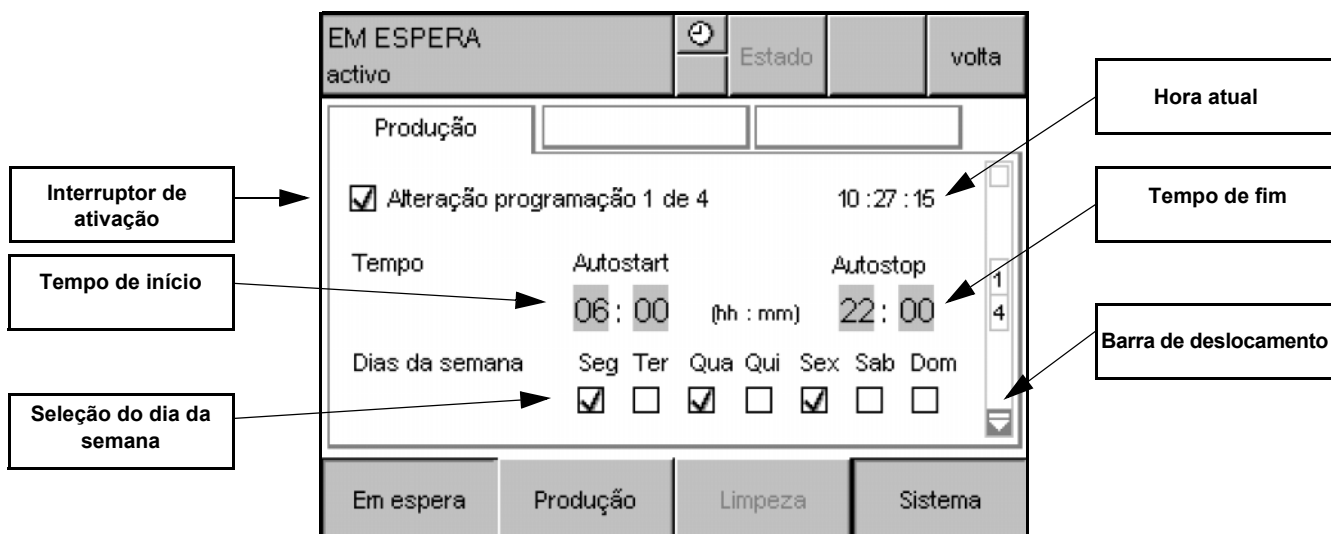 EM ESPERA
activo
Estado
volta
Produção
Alteração programação 1 de 4
10 : 27 : 15
Tempo
Autostart
Autostop
06 : 00
(hh : mm)
22 : 00
1
4
Dias da semana
Seg Ter Qua Qui Sex Sab Dom
Em espera
Produção
Limpeza
Sistema
Interruptor de
ativação
Tempo de início
Seleção do dia da
semana
Hora atual
Tempo de fim
Barra de deslocamento